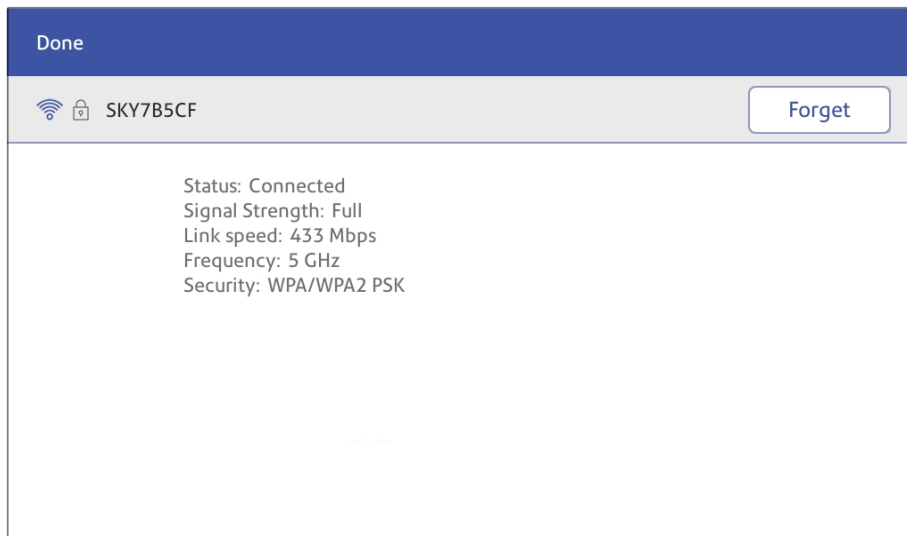 Done
SKY7B5CF Forget
Status: Connected
Signal Strength: Full
Link speed: 433 Mbps
Frequency: 5 GHz
Security: WPA/WPA2 PSK